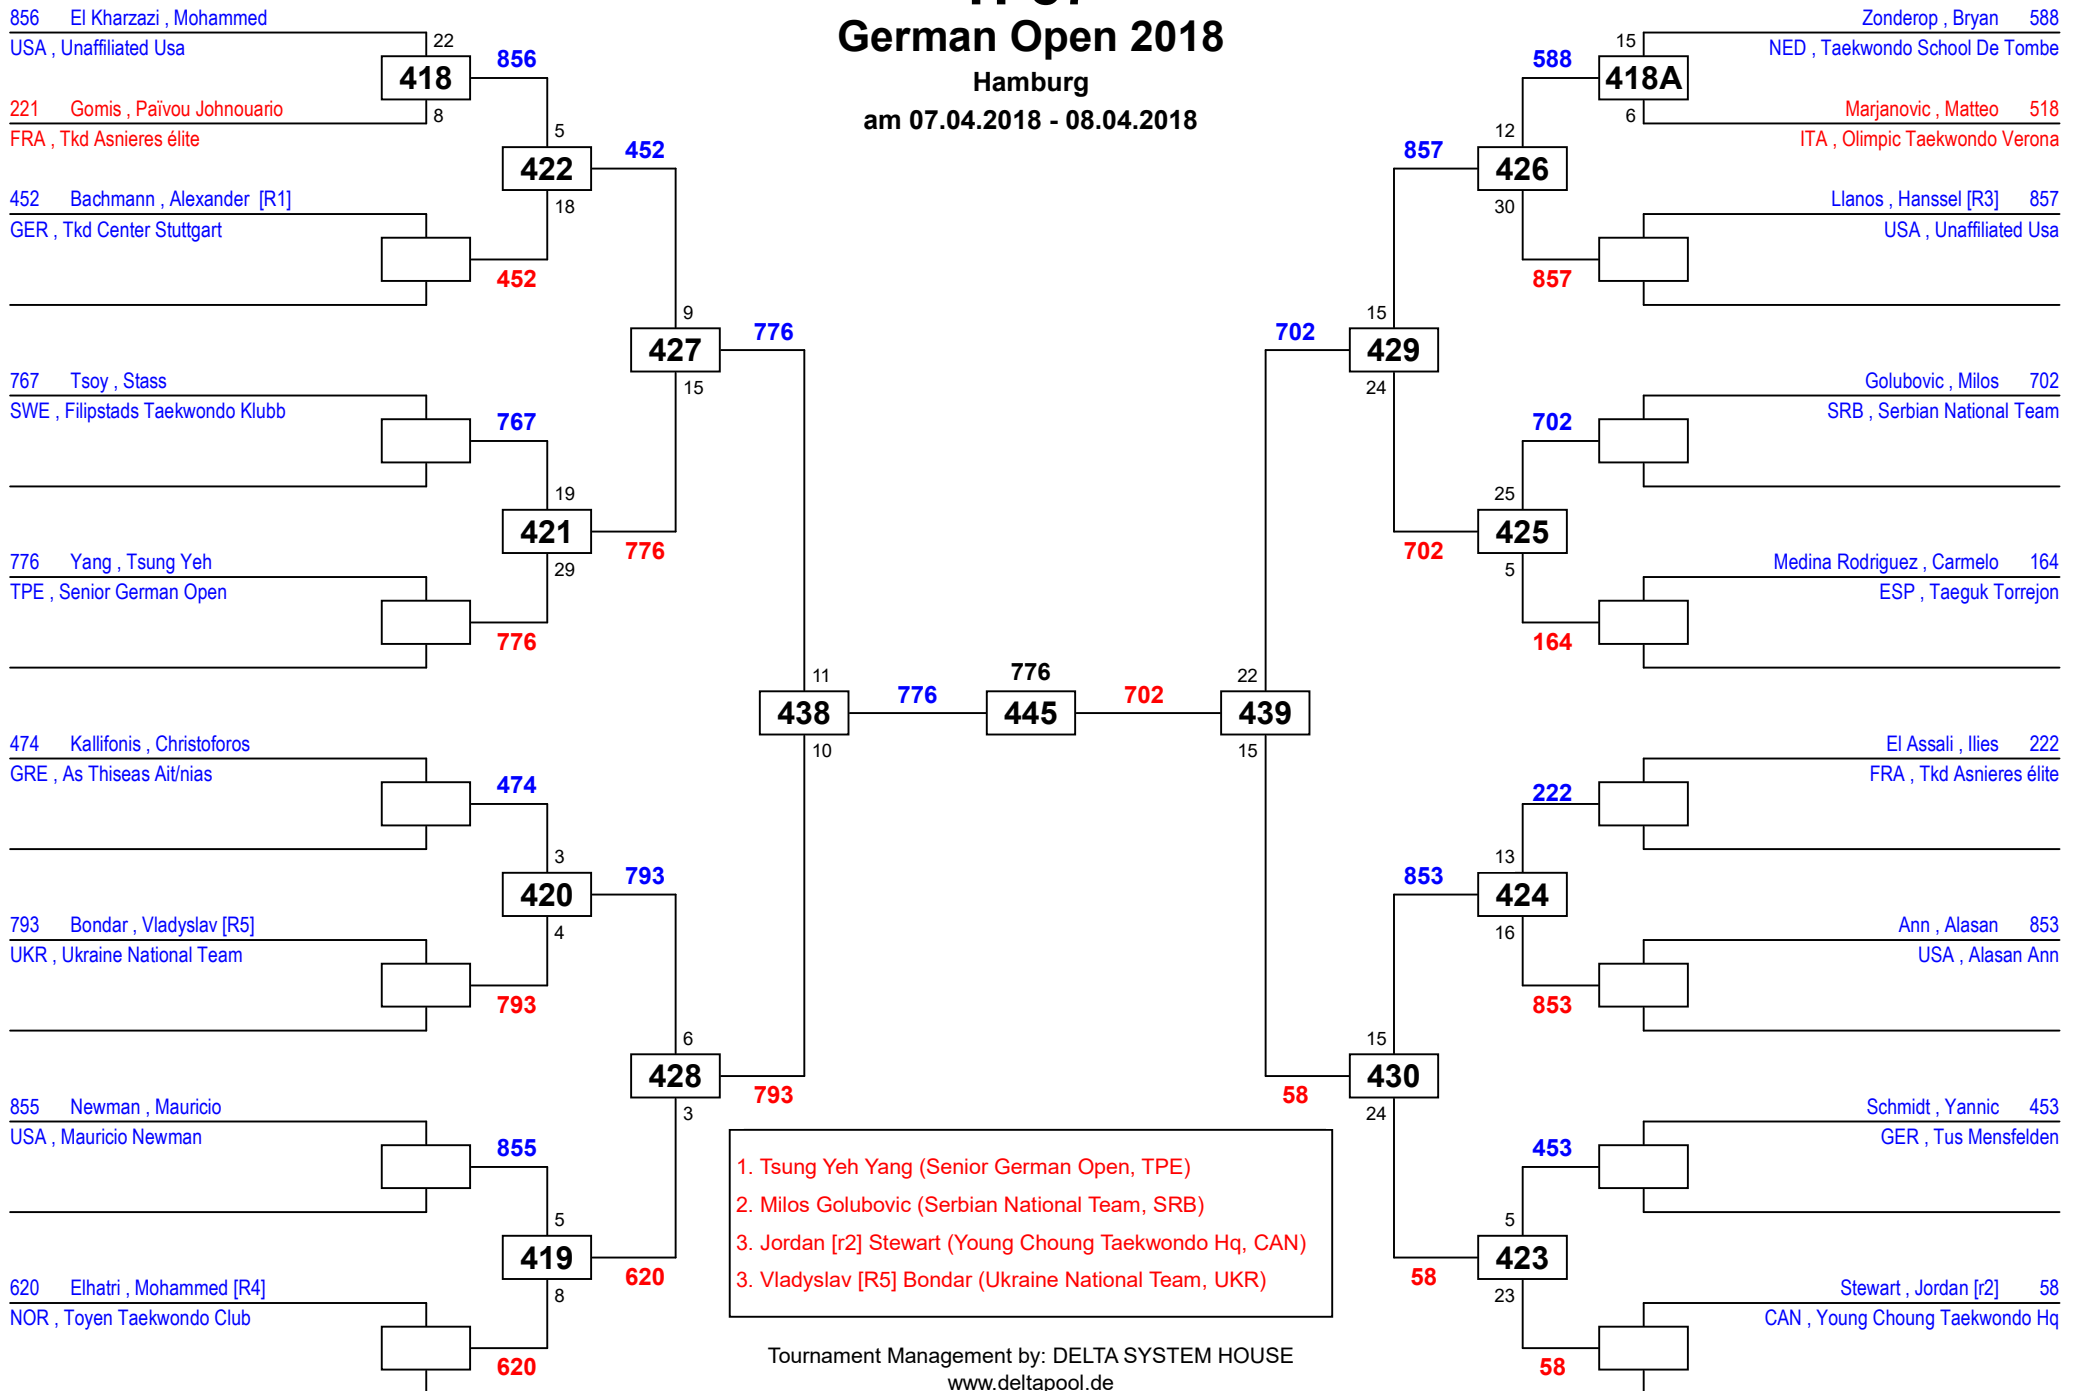 German Open 2018
Hamburg
am 07.04.2018 - 08.04.2018
856 El Kharzazi , Mohammed
USA , Unaffiliated Usa
22
418
856
221 Gomis , Païvou Johnouario
8
FRA , Tkd Asnieres élite
5
422
452
452 Bachmann , Alexander [R1]
18
GER , Tkd Center Stuttgart
452
9
427
776
15
767 Tsoy , Stass
SWE , Filipstads Taekwondo Klubb
767
19
421
776
29
776 Yang , Tsung Yeh
TPE , Senior German Open
776
11
438
776
10
474 Kallifonis , Christoforos
GRE , As Thiseas Ait/nias
474
3
420
793
4
793 Bondar , Vladyslav [R5]
UKR , Ukraine National Team
793
6
428
793
3
855 Newman , Mauricio
USA , Mauricio Newman
855
5
419
620
8
620 Elhatri , Mohammed [R4]
NOR , Toyen Taekwondo Club
620
776
445
702
Zonderop , Bryan 588
NED , Taekwondo School De Tombe
15
418A
588
Marjanovic , Matteo 518
6
ITA , Olimpic Taekwondo Verona
12
426
857
30
Llanos , Hanssel [R3] 857
USA , Unaffiliated Usa
857
15
429
702
24
Golubovic , Milos 702
SRB , Serbian National Team
702
25
425
702
5
Medina Rodriguez , Carmelo 164
ESP , Taeguk Torrejon
164
22
439
15
El Assali , Ilies 222
FRA , Tkd Asnieres élite
222
13
424
853
16
Ann , Alasan 853
USA , Alasan Ann
853
15
430
58
24
Schmidt , Yannic 453
GER , Tus Mensfelden
453
5
423
58
23
Stewart , Jordan [r2] 58
CAN , Young Choung Taekwondo Hq
58
1. Tsung Yeh Yang (Senior German Open, TPE)
2. Milos Golubovic (Serbian National Team, SRB)
3. Jordan [r2] Stewart (Young Choung Taekwondo Hq, CAN)
3. Vladyslav [R5] Bondar (Ukraine National Team, UKR)
Tournament Management by: DELTA SYSTEM HOUSE
www.deltapool.de